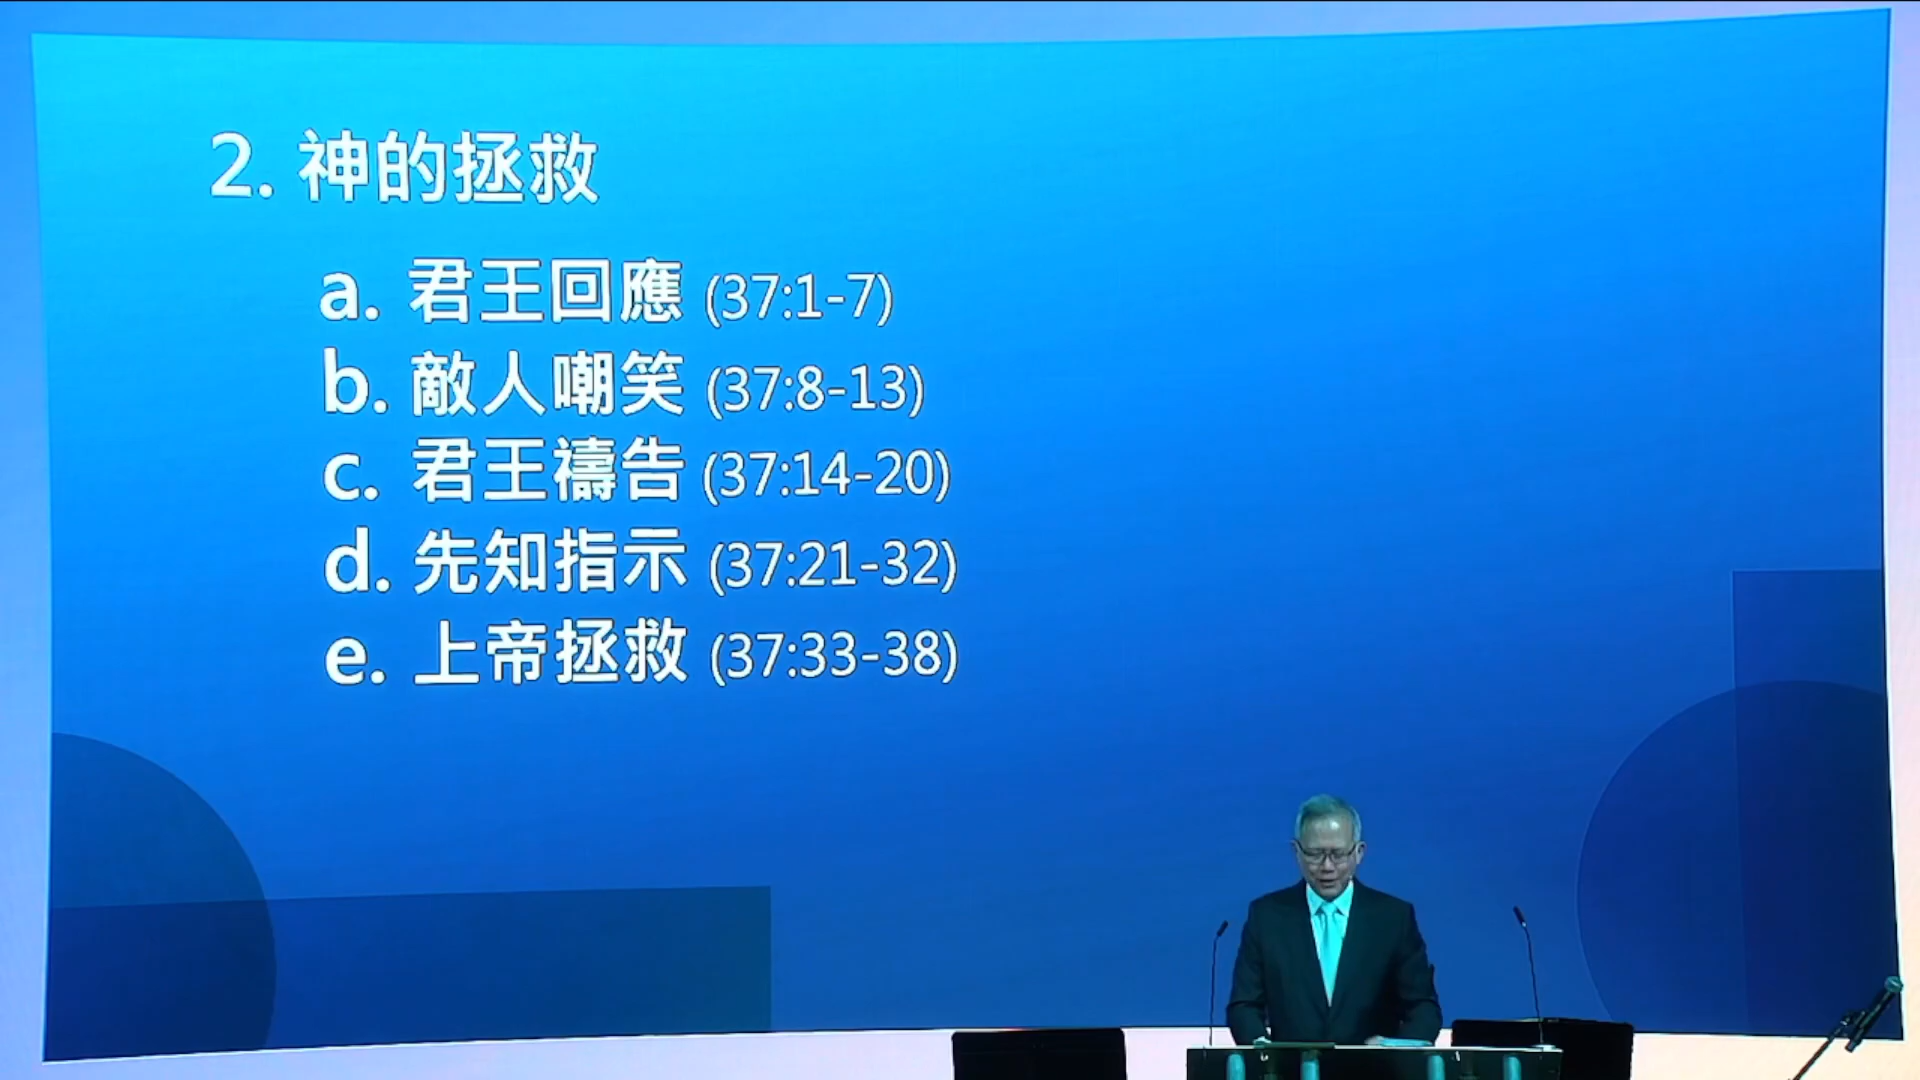 2. 神的拯救
a. 君王回應 (37:1-7)
b. 敵人嘲笑 (37:8-13)
c. 君王禱告 (37:14-20)
d. 先知指示 (37:21-32)
e. 上帝拯救 (37:33-38)